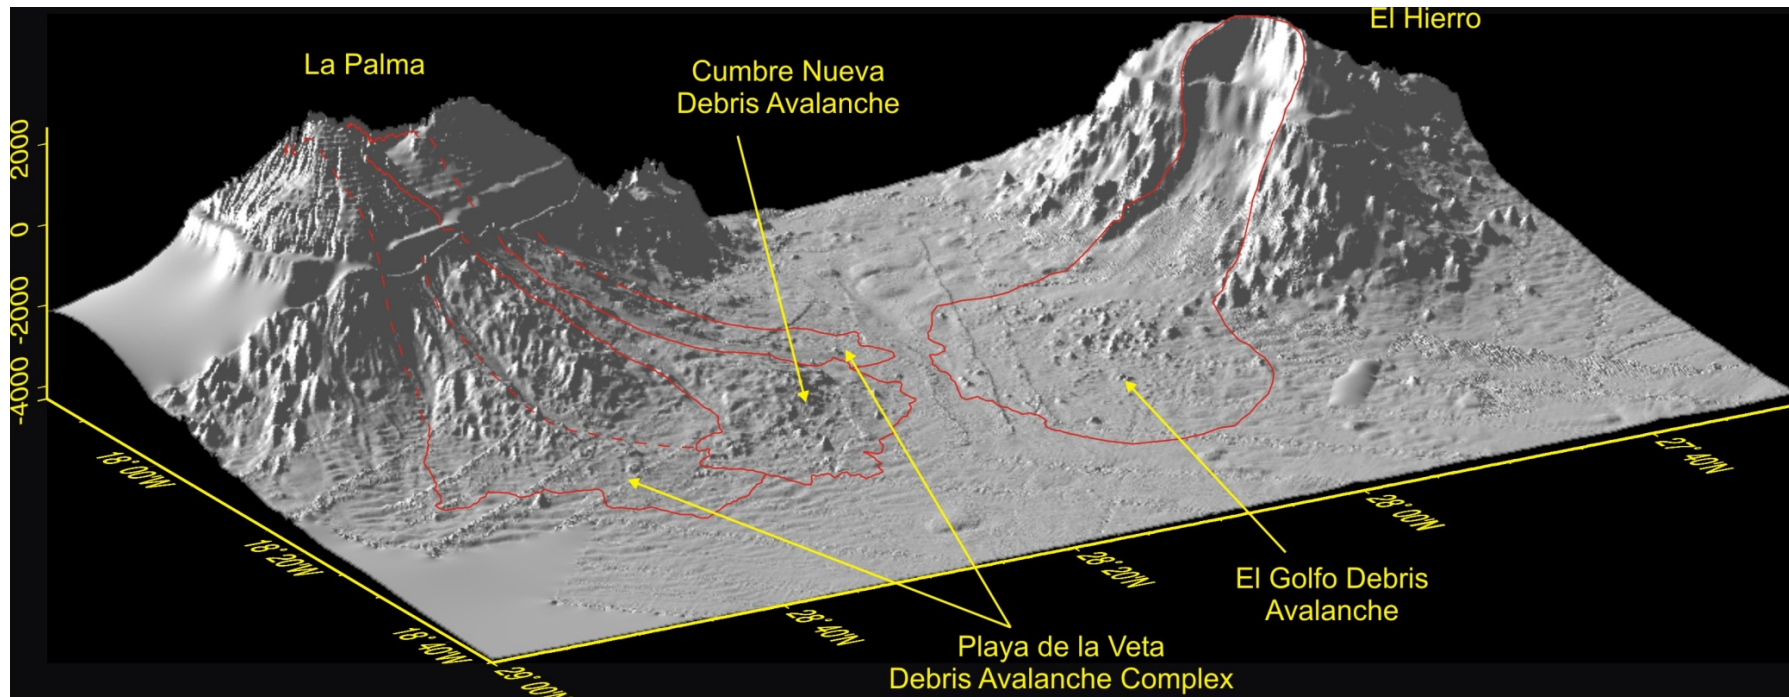 El Hierro
La Palma
Cumbre Nueva
Debris Avalanche
2000
0
-2000
-4000
18°00'W
18°20'W
18°40'W
29°00'N
28°40'N
28°20'N
28°00'N
27°40'N
El Golfo Debris
Avalanche
Playa de la Veta
Debris Avalanche Complex